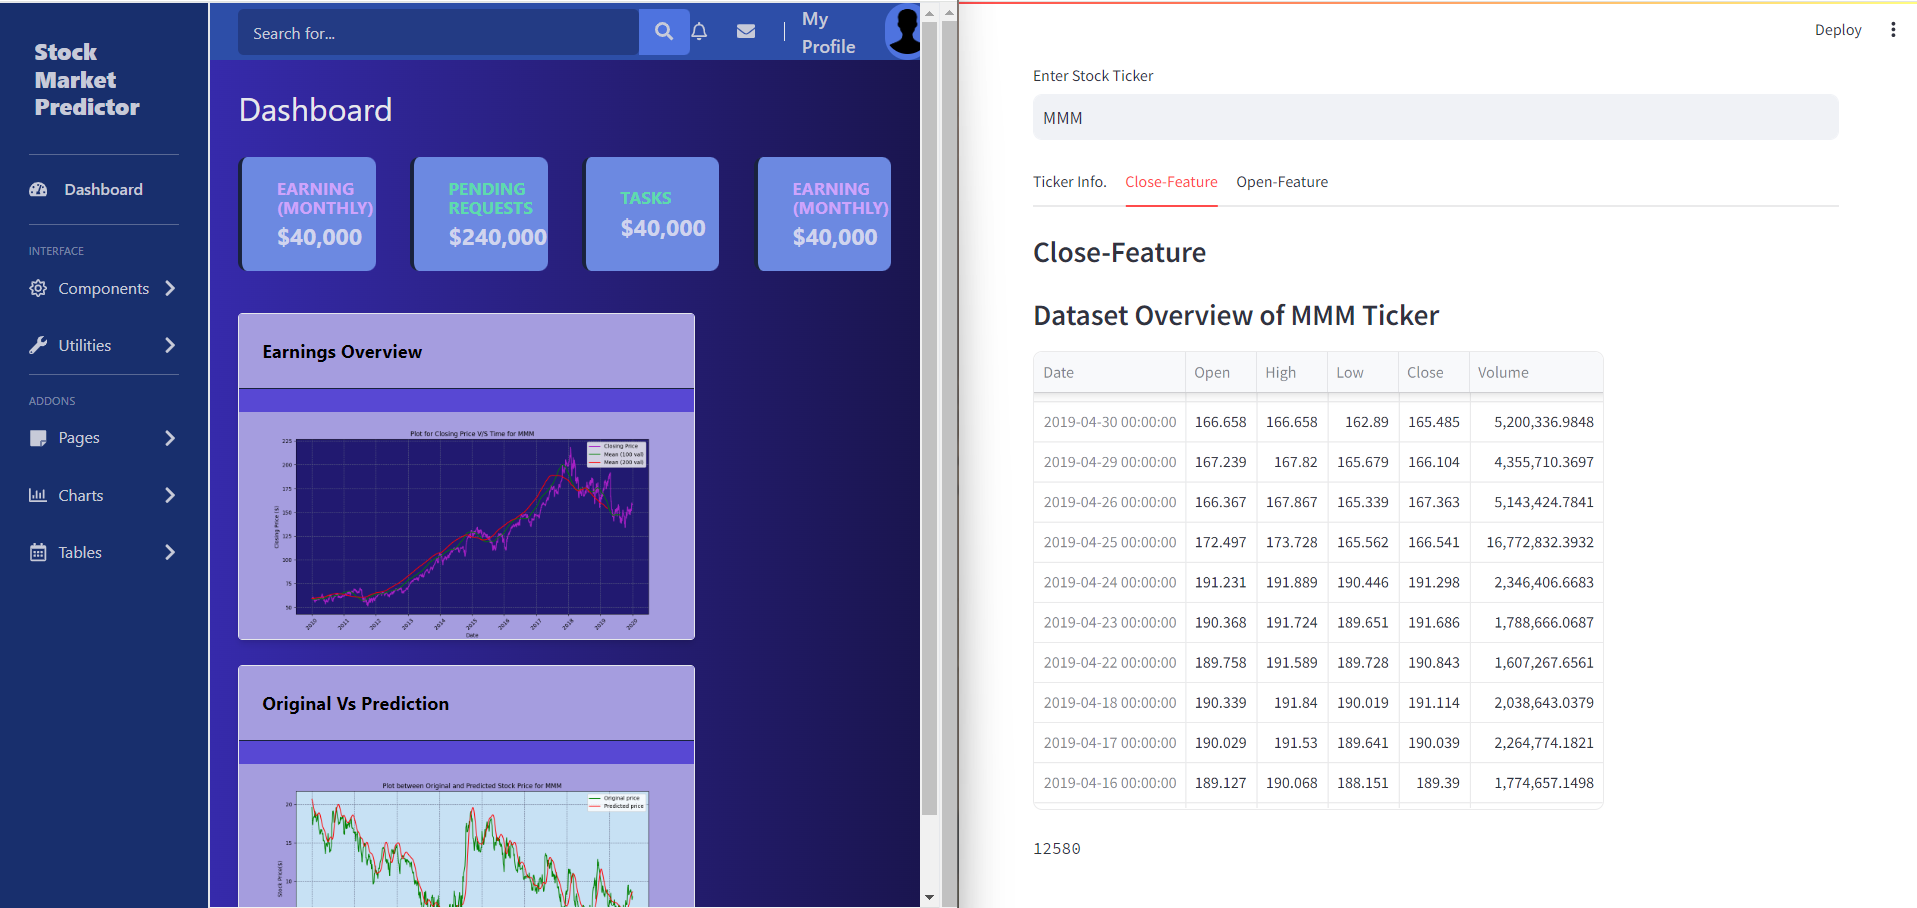 Stock
Market
Predictor
Dashboard
INTERFACE
Components
Utilities
ADDONS
Pages
Charts
Tables
Search for...
My
Profile
Dashboard
EARNING
(MONTHLY)
$40,000
PENDING
REQUESTS
$240,000
TASKS
$40,000
EARNING
(MONTHLY)
$40,000
Earnings Overview
Plot for Closing Price V/S Time for MMM
Closing Price
Mean (100 val)
Mean (200 val)
Closing Price ($)
225
200
175
150
125
100
75
50
2010
2011
2012
2013
2014
2015
2016
2017
2018
2019
2020
Date
Original Vs Prediction
Plot between Original and Predicted Stock Price for MMM
Original price
Predicted price
Stock Price($)
20
15
10
Deploy
Enter Stock Ticker
MMM
Ticker Info. Close-Feature Open-Feature
Close-Feature
Dataset Overview of MMM Ticker
Date Open High Low Close Volume
2019-04-30 00:00:00 166.658 166.658 162.89 165.485 5,200,336.9848
2019-04-29 00:00:00 167.239 167.82 165.679 166.104 4,355,710.3697
2019-04-26 00:00:00 166.367 167.867 165.339 167.363 5,143,424.7841
2019-04-25 00:00:00 172.497 173.728 165.562 166.541 16,772,832.3932
2019-04-24 00:00:00 191.231 191.889 190.446 191.298 2,346,406.6683
2019-04-23 00:00:00 190.368 191.724 189.651 191.686 1,788,666.0687
2019-04-22 00:00:00 189.758 191.589 189.728 190.843 1,607,267.6561
2019-04-18 00:00:00 190.339 191.84 190.019 191.114 2,038,643.0379
2019-04-17 00:00:00 190.029 191.53 189.641 190.039 2,264,774.1821
2019-04-16 00:00:00 189.127 190.068 188.151 189.39 1,774,657.1498
12580